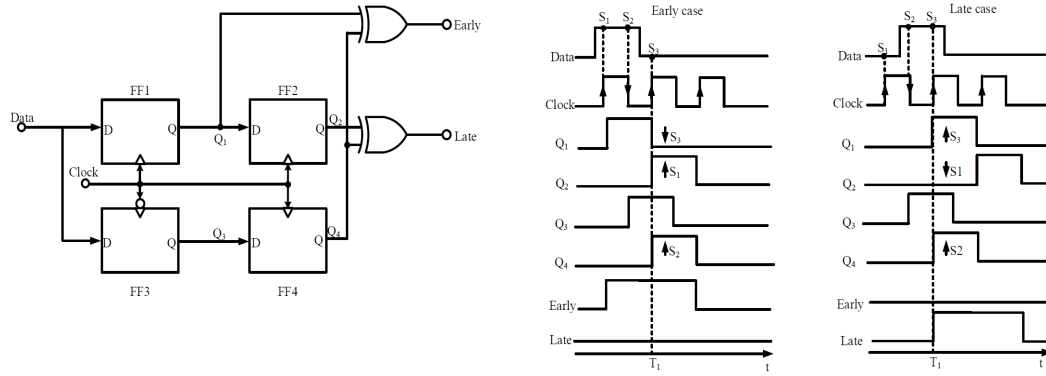 FF1
FF2
Early
Data
D
Q
Q1
D
Q
Q2
Late
Clock
D
Q
Q3
D
Q
Q4
FF3
FF4
Early case
S1
S2
S3
Data
Clock
Q1
S3
Q2
S1
Q3
Q4
S2
Early
Late
T1
t
Late case
S2
S3
S1
Data
Clock
Q1
S3
Q2
S1
Q3
Q4
S2
Early
Late
T1
t